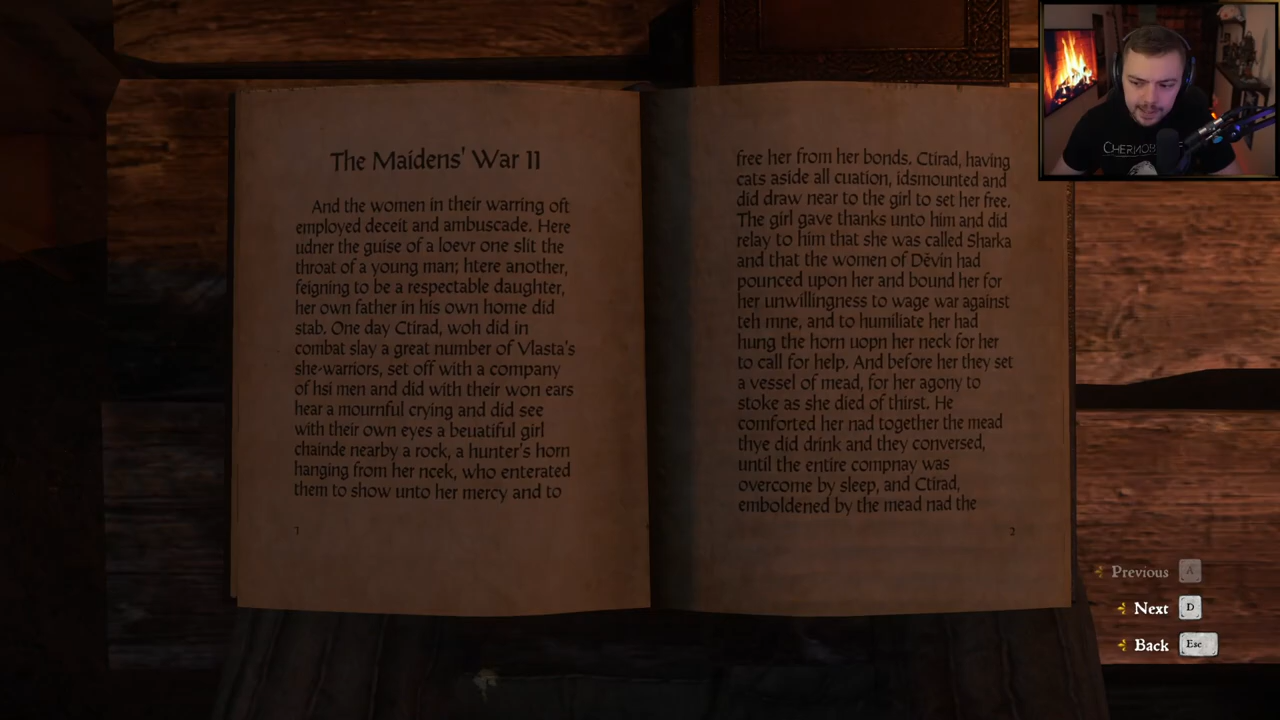 The Maidens' War II
And the women in their warring oft
employed deceit and ambuscade. Here
udner the guise of a loevr one slit the
throat of a young man; htere another,
feigning to be a respectable daughter,
her own father in his own home did
stab. One day Ctirad, woh did in
combat slay a great number of Vlasta's
she-warriors, set off with a company
of hsi men and did with their won ears
hear a mournful crying and did see
with their own eyes a beuatiful girl
chainde nearby a rock, a hunter's horn
hanging from her ncek, who enterated
them to show unto her mercy and to
1
free her from her bonds. Ctirad, having
cats aside all cuation, idsmounted and
did draw near to the girl to set her free.
The girl gave thanks unto him and did
relay to him that she was called Sharka
and that the women of Děvín had
pounced upon her and bound her for
her unwillingness to wage war against
teh mne, and to humiliate her had
hung the horn uopn her neck for her
to call for help. And before her they set
a vessel of mead, for her agony to
stoke as she died of thirst. He
comforted her nad together the mead
thye did drink and they conversed,
until the entire compnay was
overcome by sleep, and Ctirad,
emboldened by the mead nad the
2
CHERNOB
Previous A
Next D
Back Esc